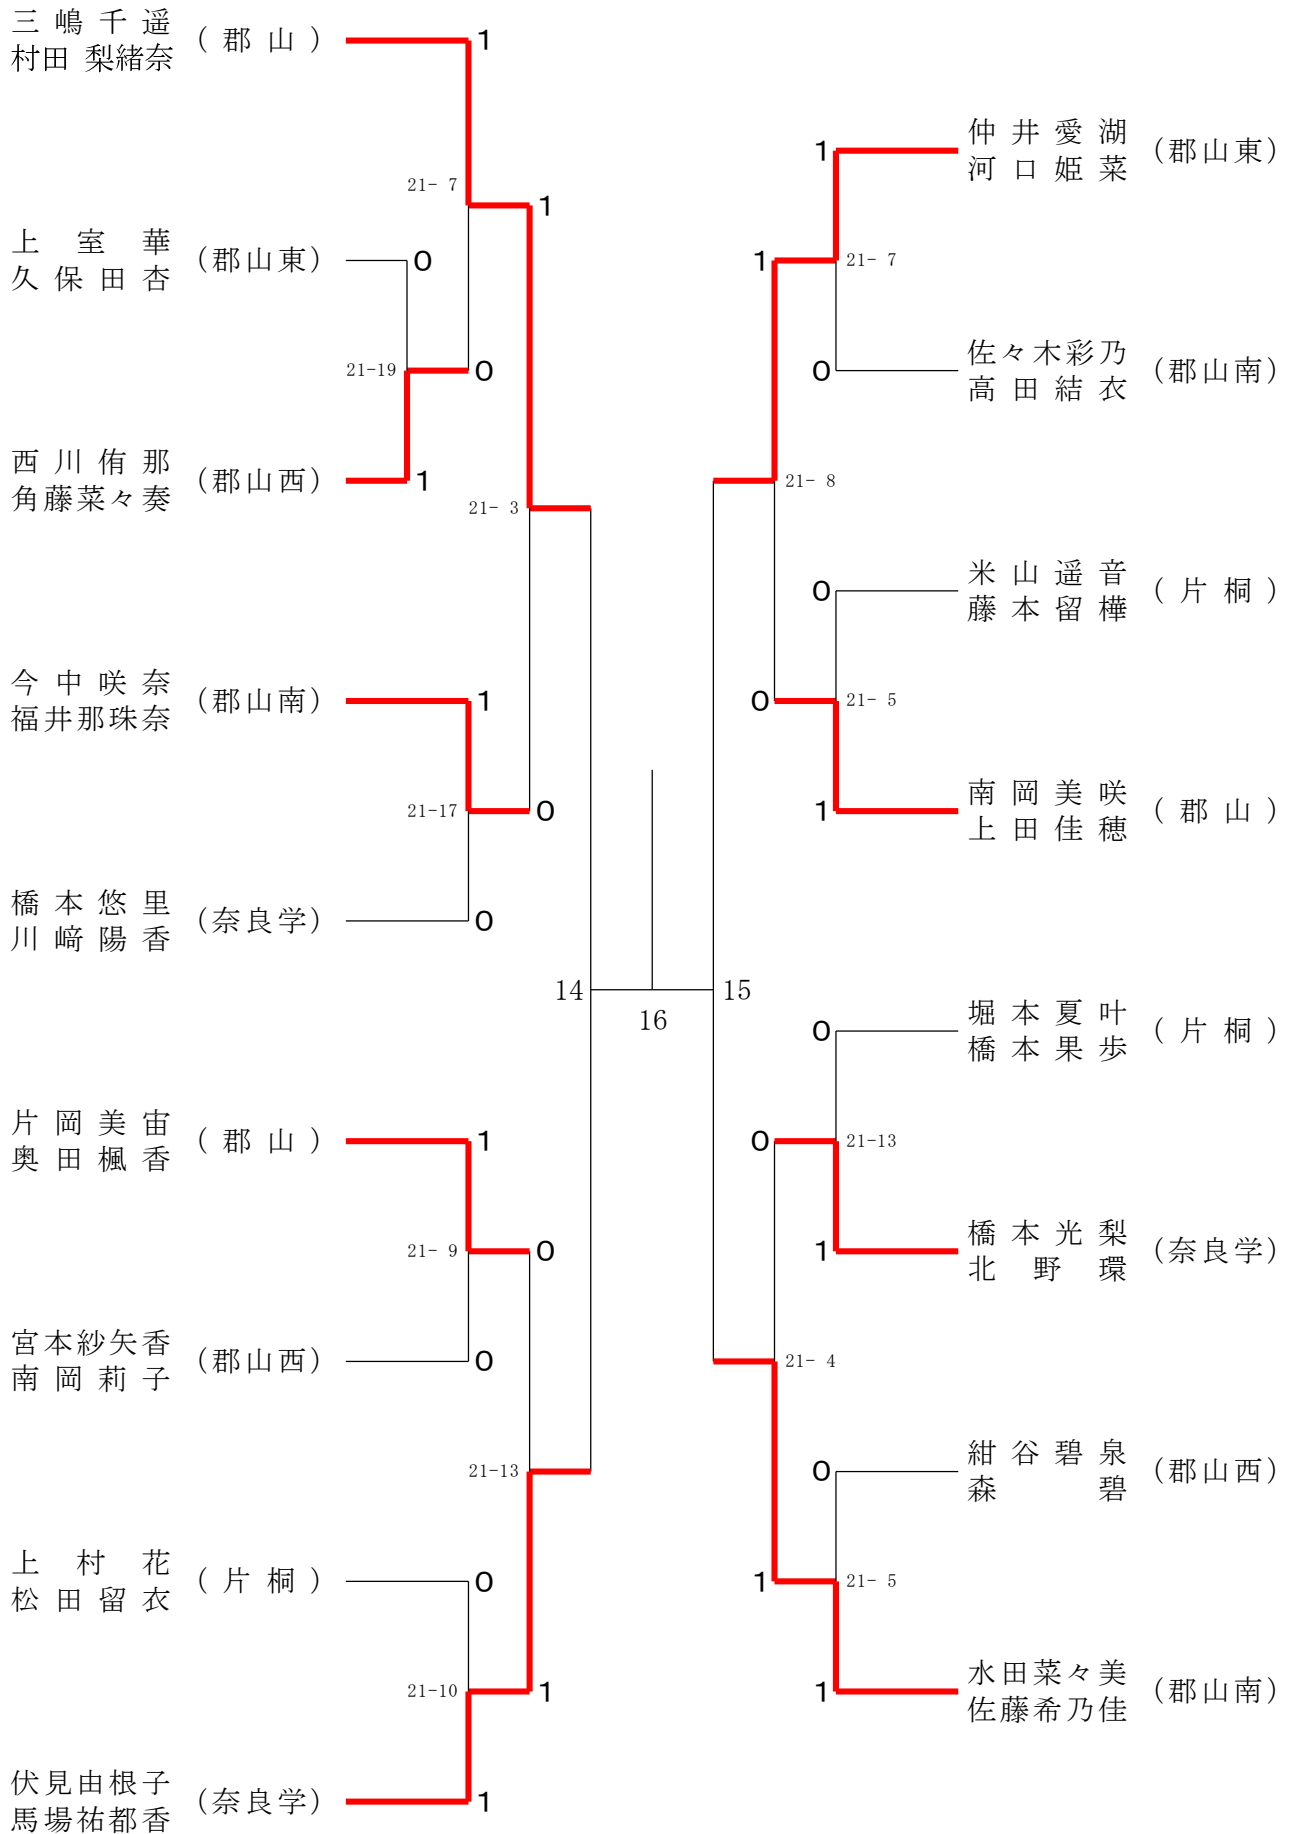 三嶋千遥
村田 梨緒奈
(郡山)
1
21- 7
1
上室華
久保田杏
(郡山東)
0
21-19
0
西川侑那
角藤菜々奏
(郡山西)
1
21- 3
今中咲奈
福井那珠奈
(郡山南)
1
21-17
0
橋本悠里
川﨑陽香
(奈良学)
0
14
片岡美宙
奥田楓香
(郡山)
1
21- 9
0
宮本紗矢香
南岡莉子
(郡山西)
0
21-13
上村花
松田留衣
(片桐)
0
21-10
1
伏見由根子
馬場祐都香
(奈良学)
1
16
1
仲井愛湖
河口姫菜
(郡山東)
1
21- 7
0
佐々木彩乃
高田結衣
(郡山南)
21- 8
0
米山遥音
藤本留樺
(片桐)
0
21- 5
1
南岡美咲
上田佳穂
(郡山)
15
0
堀本夏叶
橋本果歩
(片桐)
0
21-13
1
橋本光梨
北野環
(奈良学)
21- 4
0
紺谷碧泉
森碧
(郡山西)
1
21- 5
1
水田菜々美
佐藤希乃佳
(郡山南)